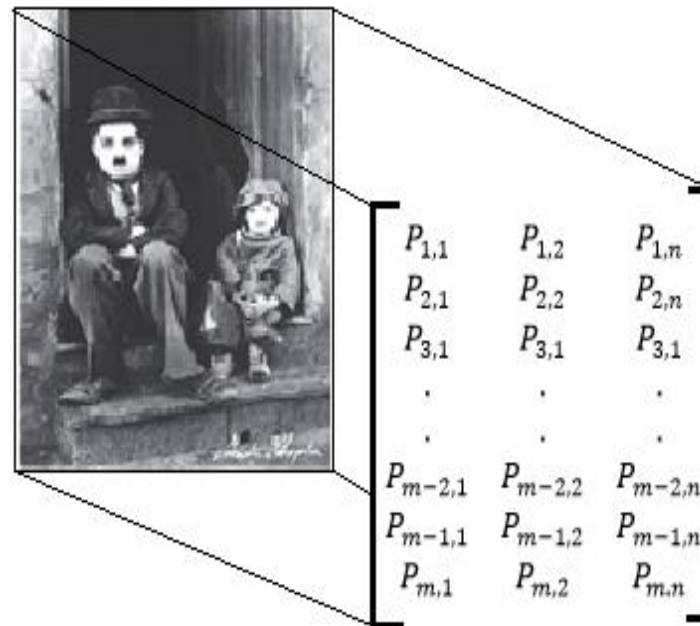 P1,1 P1,2 P1,n
P2,1 P2,2 P2,n
P3,1 P3,1 P3,1
. . .
. . .
Pm−2,1 Pm−2,2 Pm−2,n
Pm−1,1 Pm−1,2 Pm−1,n
Pm,1 Pm,2 Pm.n